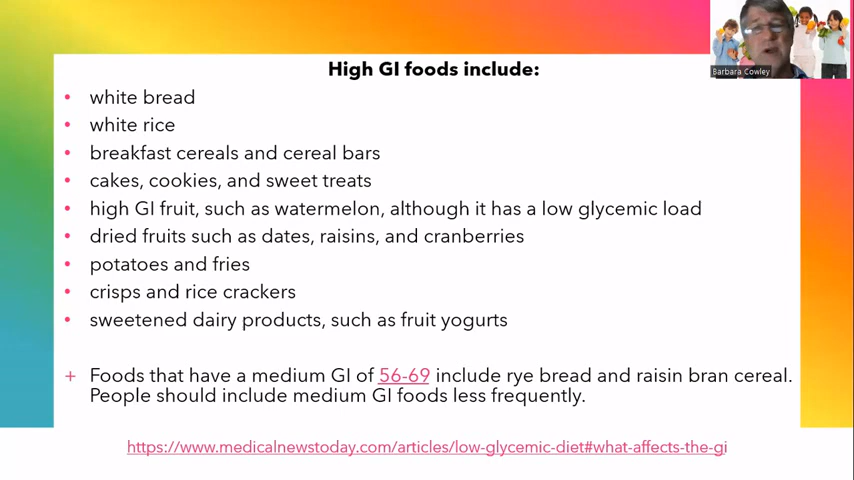 Barbara Cowley
High GI foods include:
• white bread
• white rice
• breakfast cereals and cereal bars
• cakes, cookies, and sweet treats
• high GI fruit, such as watermelon, although it has a low glycemic load
• dried fruits such as dates, raisins, and cranberries
• potatoes and fries
• crisps and rice crackers
• sweetened dairy products, such as fruit yogurts
+ Foods that have a medium GI of 56-69 include rye bread and raisin bran cereal.
People should include medium GI foods less frequently.
https://www.medicalnewstoday.com/articles/low-glycemic-diet#what-affects-the-gi